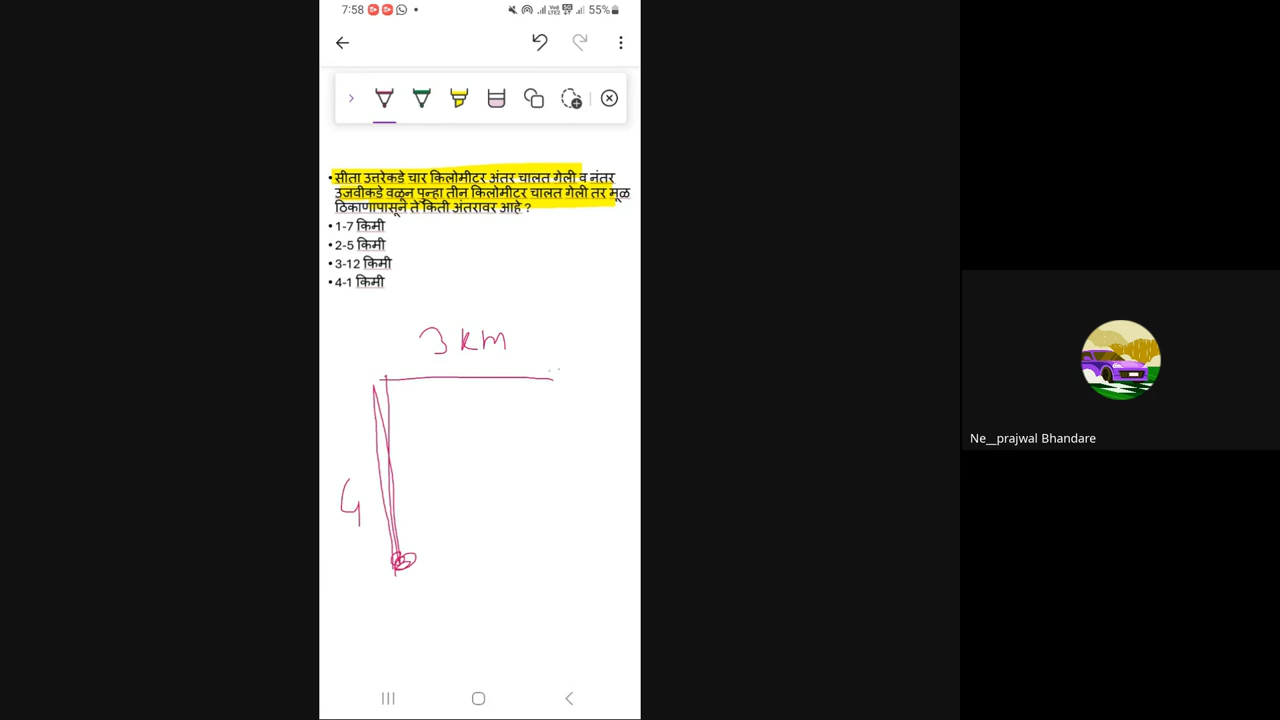 7:58
55%
• सीता उत्तरेकडे चार किलोमीटर अंतर चालत गेली व नंतर
उजवीकडे वळून पुन्हा तीन किलोमीटर चालत गेली तर मूळ
ठिकाणापासून ते किती अंतरावर आहे ?
• 1-7 किमी
• 2-5 किमी
• 3-12 किमी
• 4-1 किमी
3 KM
4
Ne__prajwal Bhandare